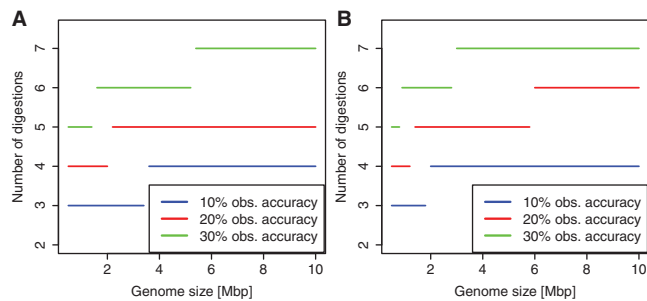 A
Number of digestions
7
6
5
4
3
2
2
4
6
8
10
Genome size [Mbp]
10% obs. accuracy
20% obs. accuracy
30% obs. accuracy
B
Number of digestions
7
6
5
4
3
2
2
4
6
8
10
Genome size [Mbp]
10% obs. accuracy
20% obs. accuracy
30% obs. accuracy